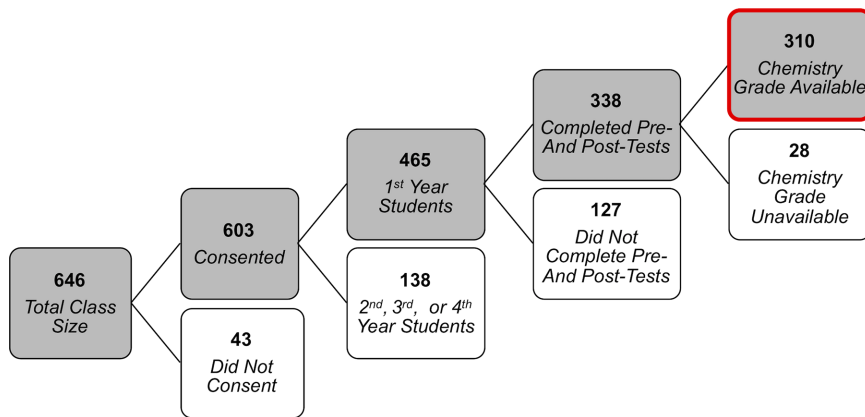 646
Total Class
Size
603
Consented
43
Did Not
Consent
465
1st Year
Students
138
2nd, 3rd, or 4th
Year Students
338
Completed Pre-
And Post-Tests
127
Did Not
Complete Pre-
And Post-Tests
310
Chemistry
Grade Available
28
Chemistry
Grade
Unavailable